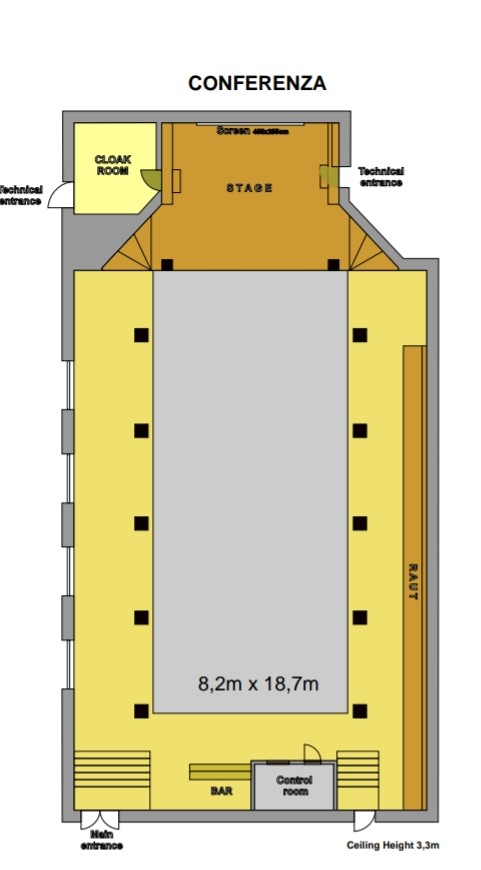 CONFERENZA
Screen 400x300cm
CLOAK
ROOM
Technical
entrance
STAGE
Technical
entrance
RAUT
8,2m x 18,7m
Control
room
BAR
Main
entrance
Ceiling Height 3,3m